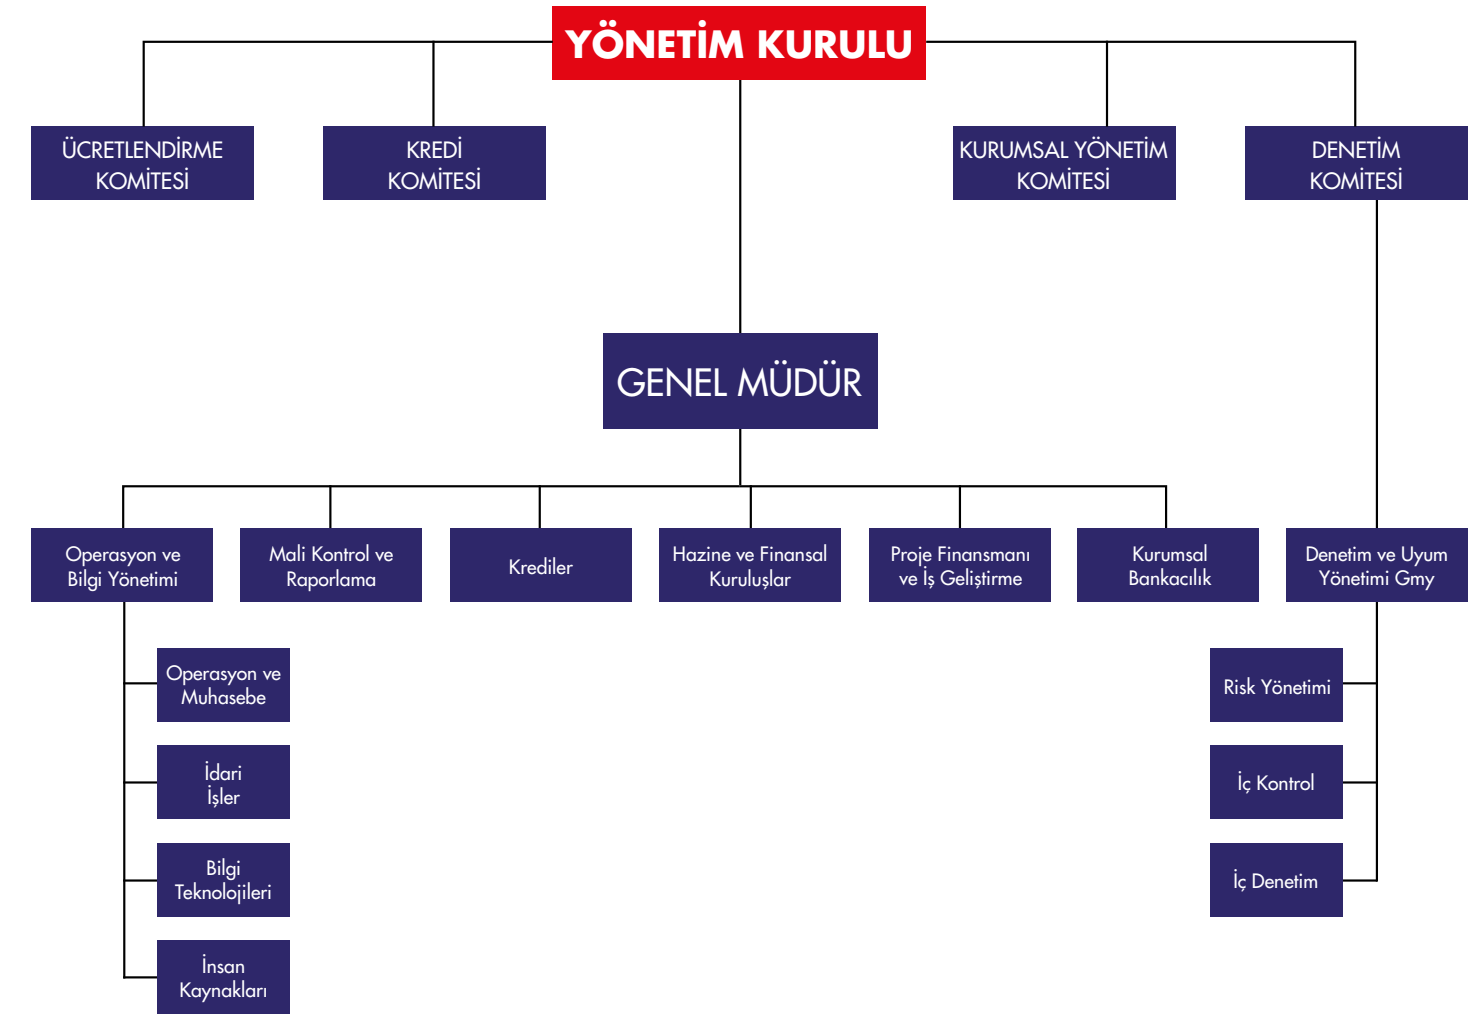 YÖNETİM KURULU
ÜCRETLENDİRME
KOMİTESİ
KREDİ
KOMİTESİ
KURUMSAL YÖNETİM
KOMİTESİ
DENETİM
KOMİTESİ
GENEL MÜDÜR
Operasyon ve
Bilgi Yönetimi
Mali Kontrol ve
Raporlama
Krediler
Hazine ve Finansal
Kuruluşlar
Proje Finansmanı
ve İş Geliştirme
Kurumsal
Bankacılık
Denetim ve Uyum
Yönetimi Gmy
Operasyon ve
Muhasebe
İdari
İşler
Bilgi
Teknolojileri
İnsan
Kaynakları
Risk Yönetimi
İç Kontrol
İç Denetim